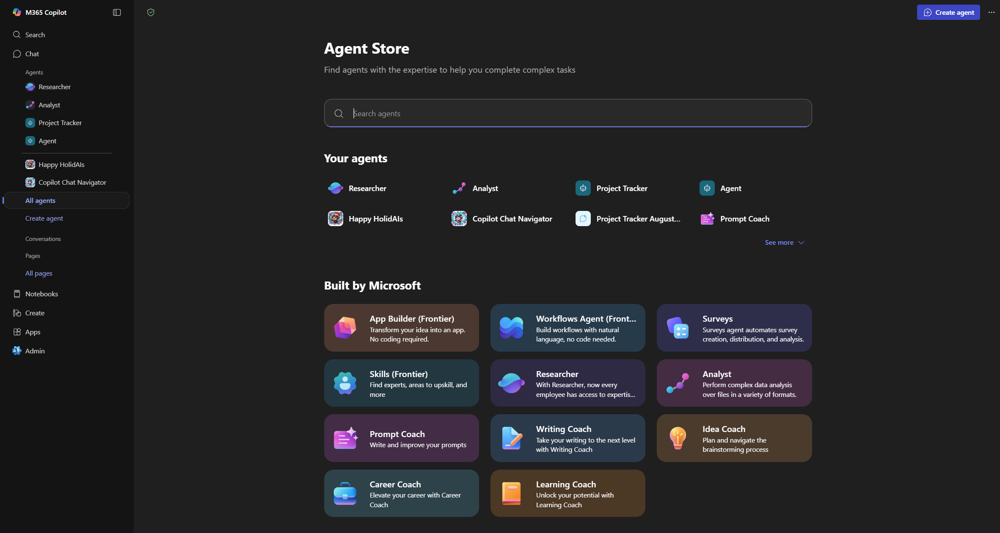 M365 Copilot
Search
Chat
Agents
Researcher
Analyst
Project Tracker
Agent
Happy HolidAIs
Copilot Chat Navigator
All agents
Create agent
Conversations
Pages
All pages
Notebooks
Create
Apps
Admin
Create agent
Agent Store
Find agents with the expertise to help you complete complex tasks
Search agents
Your agents
Researcher
Analyst
Project Tracker
Agent
Happy HolidAIs
Copilot Chat Navigator
Project Tracker August...
Prompt Coach
See more
Built by Microsoft
App Builder (Frontier)
Transform your idea into an app.
No coding required.
Workflows Agent (Front...
Build workflows with natural
language, no code needed.
Surveys
Surveys agent automates survey
creation, distribution, and analysis.
Skills (Frontier)
Find experts, areas to upskill, and
more
Researcher
With Researcher, now every
employee has access to expertis...
Analyst
Perform complex data analysis
over files in a variety of formats.
Prompt Coach
Write and improve your prompts
Writing Coach
Take your writing to the next level
with Writing Coach
Idea Coach
Plan and navigate the
brainstorming process
Career Coach
Elevate your career with Career
Coach
Learning Coach
Unlock your potential with
Learning Coach